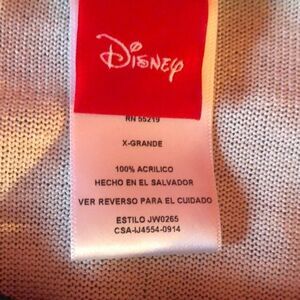 Disney
RN 55219
X-GRANDE
100% ACRILICO
HECHO EN EL SALVADOR
VER REVERSO PARA EL CUIDADO
ESTILO JW0265
CSA-IJ4554-0914